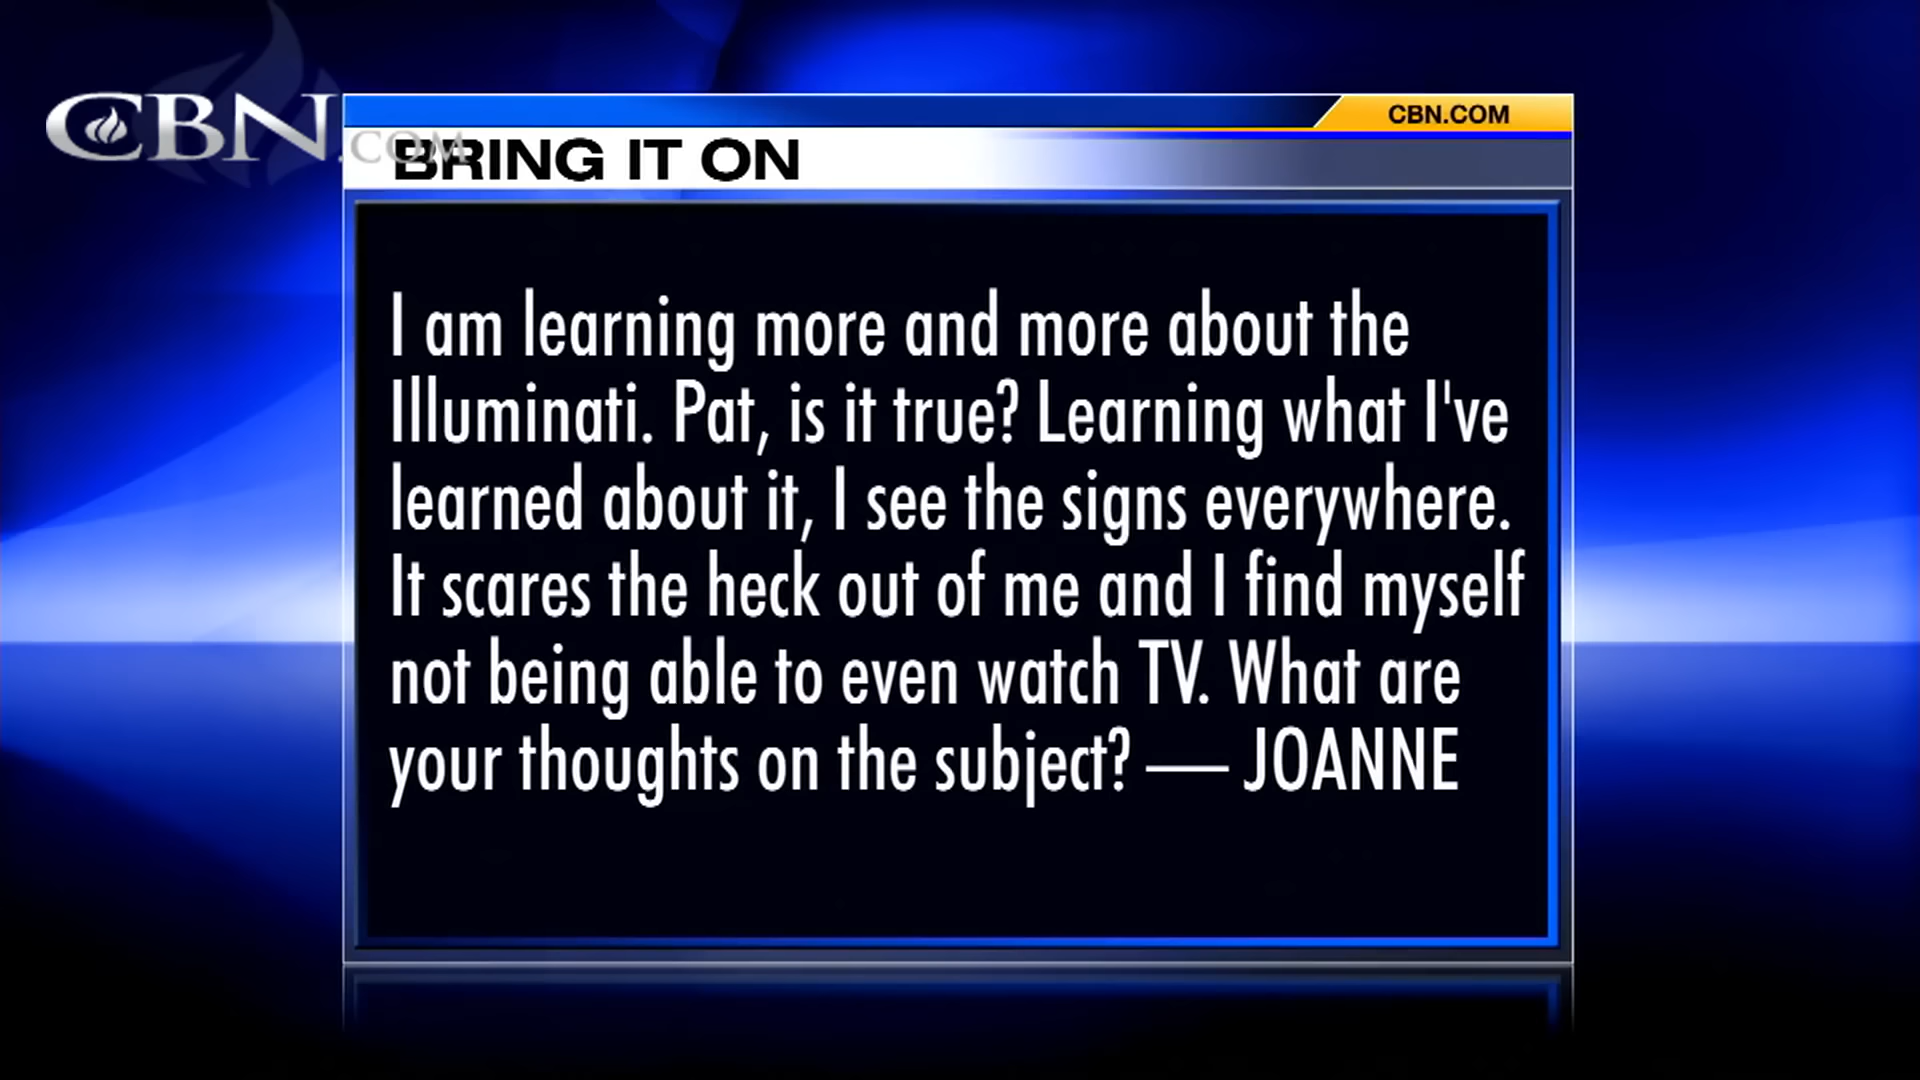 CBN.COM
CBN.COM
BRING IT ON
I am learning more and more about the
Illuminati. Pat, is it true? Learning what I've
learned about it, I see the signs everywhere.
It scares the heck out of me and I find myself
not being able to even watch TV. What are
your thoughts on the subject? — JOANNE